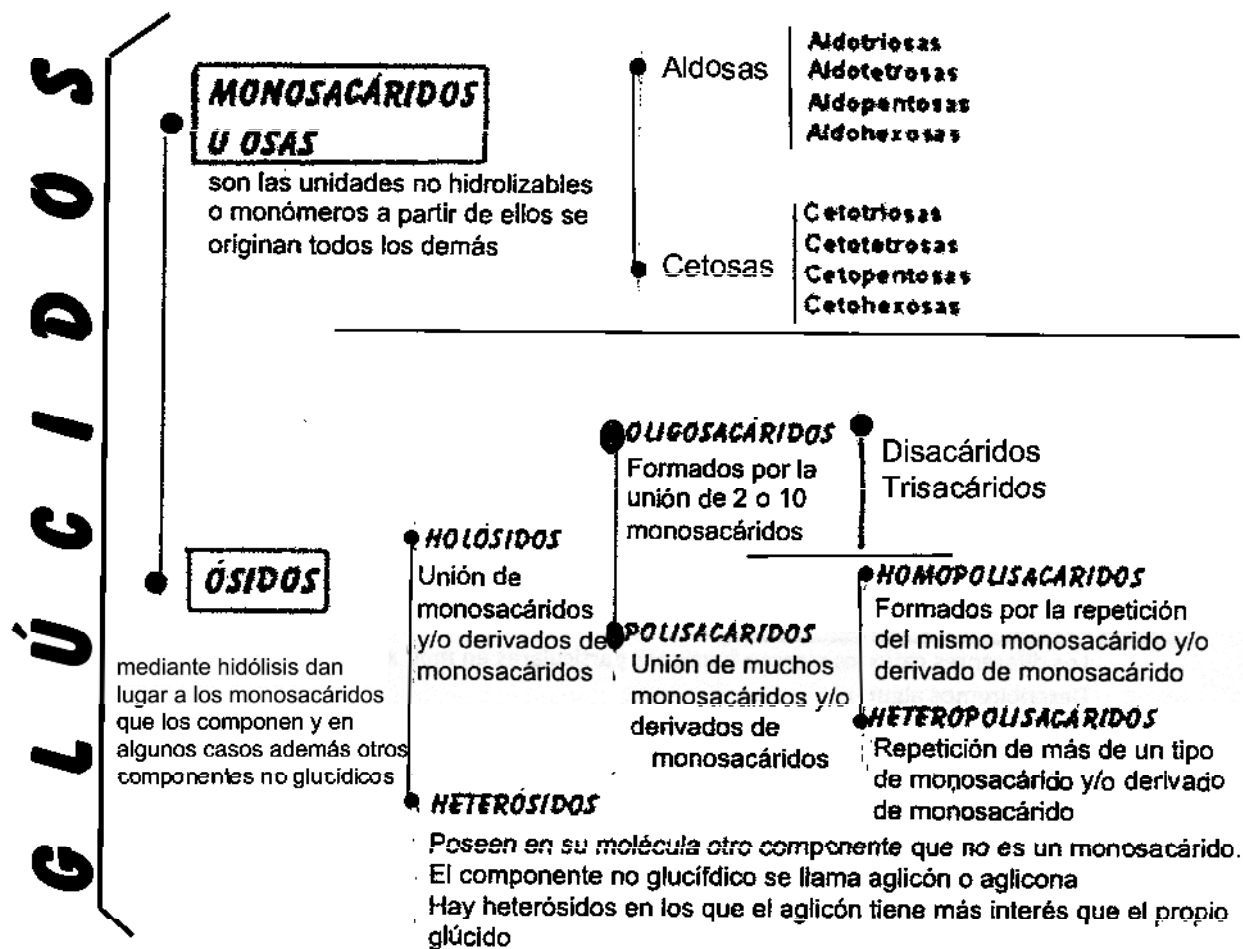 GLÚCIDOS
MONOSACÁRIDOS
U OSAS
son las unidades no hidrolizables
o monómeros a partir de ellos se
originan todos los demás
Aldosas
Aldotriosas
Aldotetrosas
Aldopentosas
Aldohexosas
Cetosas
Cetotriosas
Cetotetrosas
Cetopentosas
Cetohexosas
ÓSIDOS
mediante hidólisis dan
lugar a los monosacáridos
que los componen y en
algunos casos además otros
componentes no glucídicos
HOLÓSIDOS
Unión de
monosacáridos
y/o derivados de
monosacáridos
OLIGOSACÁRIDOS
Formados por la
unión de 2 o 10
monosacáridos
Disacáridos
Trisacáridos
POLISACÁRIDOS
Unión de muchos
monosacáridos y/o
derivados de
monosacáridos
HOMOPOLISACARIDOS
Formados por la repetición
del mismo monosacárido y/o
derivado de monosacárido
HETEROPOLISACÁRIDOS
Repetición de más de un tipo
de monosacárido y/o derivado
de monosacárido
HETERÓSIDOS
Poseen en su molécula otro componente que no es un monosacárido.
El componente no glucífdico se llama aglicón o aglicona
Hay heterósidos en los que el aglicón tiene más interés que el propio
glúcido